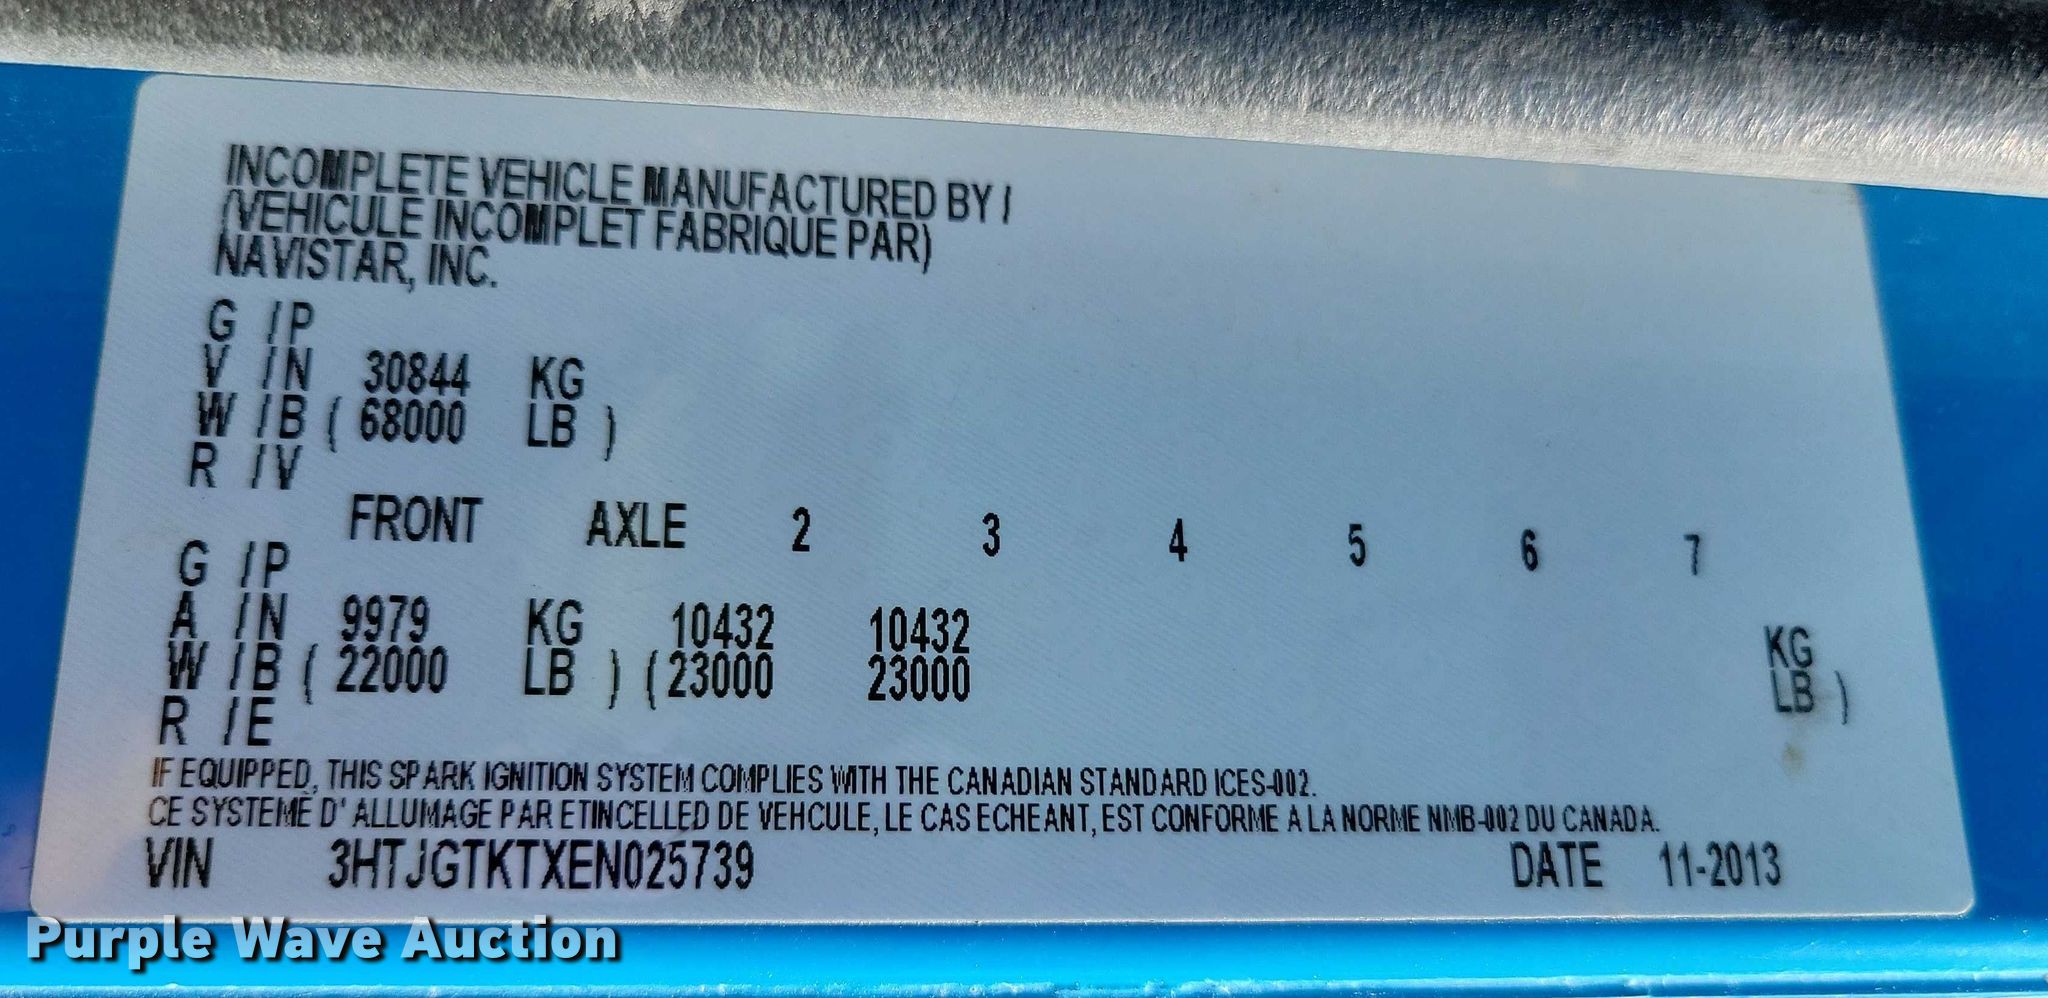 INCOMPLETE VEHICLE MANUFACTURED BY /
(VEHICULE INCOMPLET FABRIQUE PAR)
NAVISTAR, INC.
G /P
V /N 30844 KG
W /B ( 68000 LB )
R /V
FRONT AXLE 2 3 4 5 6 7
G /P
A /N 9979 KG 10432 10432 KG
W /B ( 22000 LB ) ( 23000 23000 LB )
R /E
IF EQUIPPED, THIS SPARK IGNITION SYSTEM COMPLIES WITH THE CANADIAN STANDARD ICES-002.
CE SYSTEME D' ALLUMAGE PAR ETINCELLED DE VEHCULE, LE CAS ECHEANT, EST CONFORME A LA NORME NMB-002 DU CANADA.
VIN 3HTJGTKTXEN025739 DATE 11-2013
Purple Wave Auction